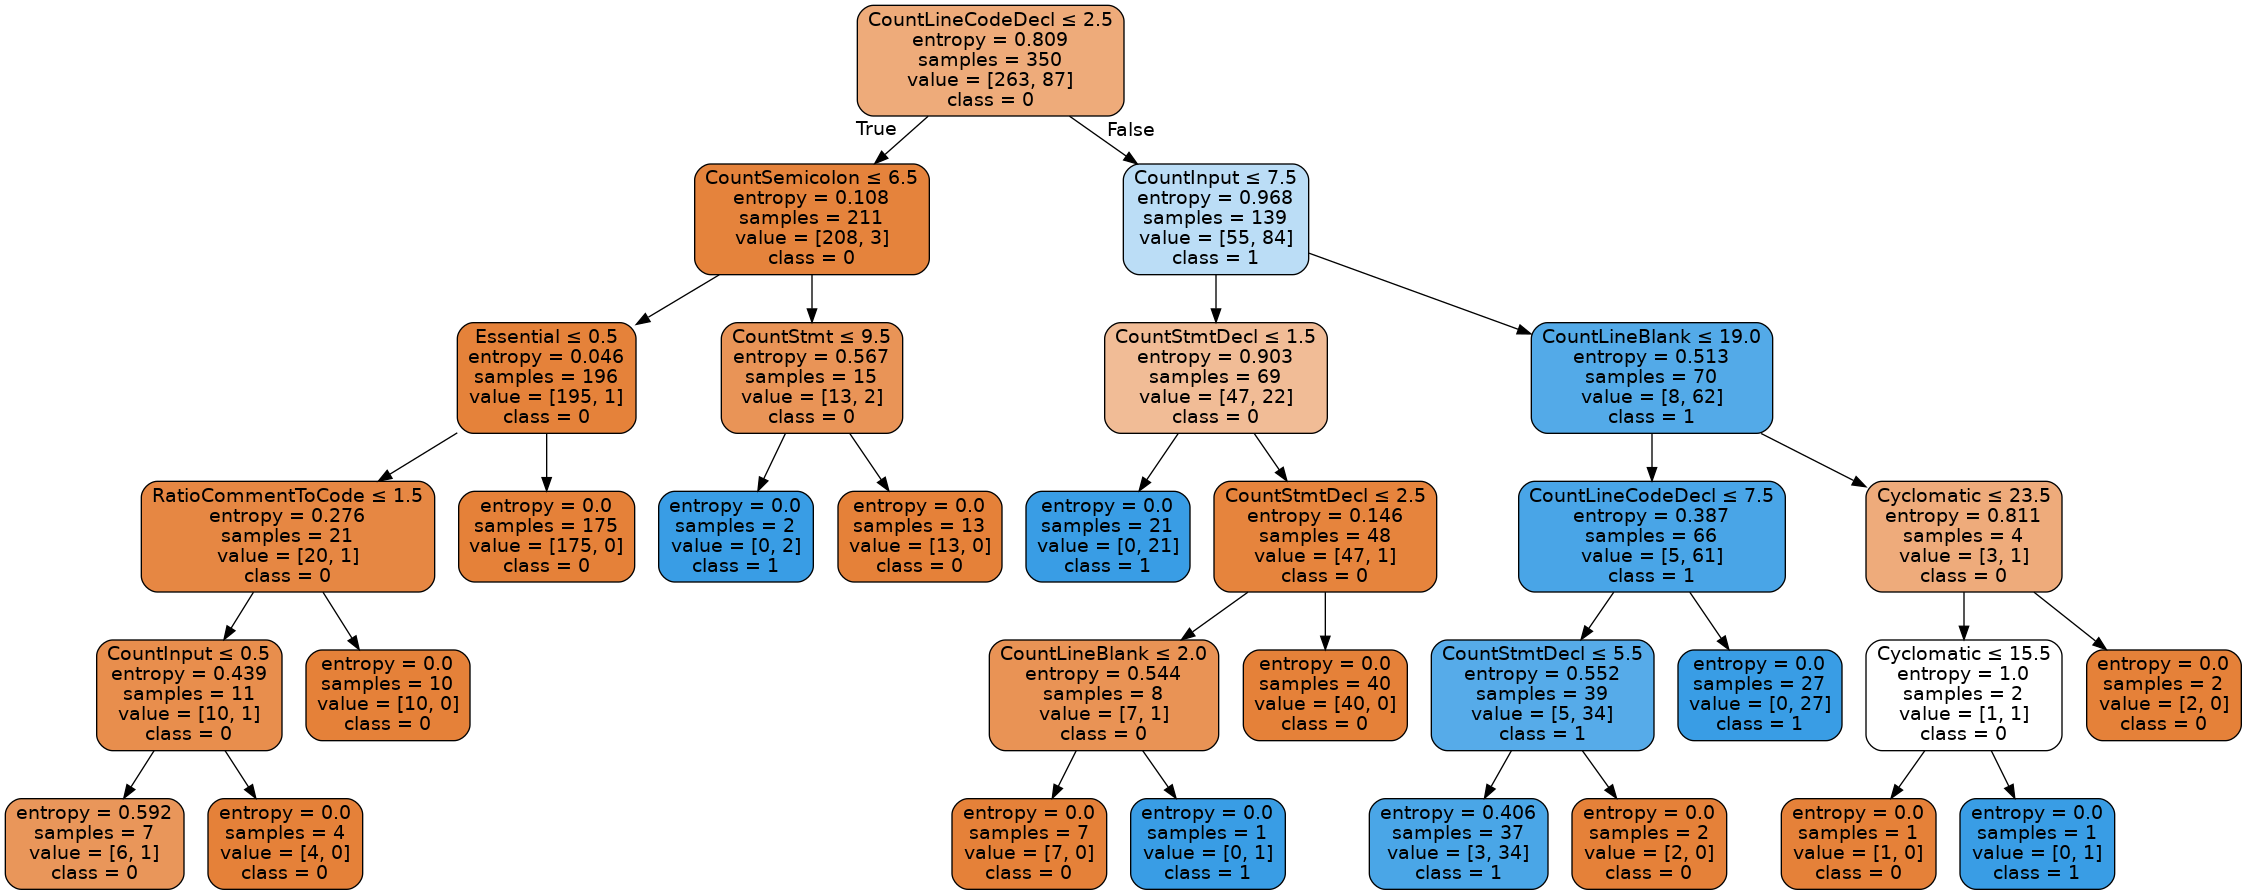 CountLineCodeDecl ≤ 2.5
entropy = 0.809
samples = 350
value = [263, 87]
class = 0
True
False
CountSemicolon ≤ 6.5
entropy = 0.108
samples = 211
value = [208, 3]
class = 0
CountInput ≤ 7.5
entropy = 0.968
samples = 139
value = [55, 84]
class = 1
Essential ≤ 0.5
entropy = 0.046
samples = 196
value = [195, 1]
class = 0
CountStmt ≤ 9.5
entropy = 0.567
samples = 15
value = [13, 2]
class = 0
CountStmtDecl ≤ 1.5
entropy = 0.903
samples = 69
value = [47, 22]
class = 0
CountLineBlank ≤ 19.0
entropy = 0.513
samples = 70
value = [8, 62]
class = 1
RatioCommentToCode ≤ 1.5
entropy = 0.276
samples = 21
value = [20, 1]
class = 0
entropy = 0.0
samples = 175
value = [175, 0]
class = 0
entropy = 0.0
samples = 2
value = [0, 2]
class = 1
entropy = 0.0
samples = 13
value = [13, 0]
class = 0
entropy = 0.0
samples = 21
value = [0, 21]
class = 1
CountStmtDecl ≤ 2.5
entropy = 0.146
samples = 48
value = [47, 1]
class = 0
CountLineCodeDecl ≤ 7.5
entropy = 0.387
samples = 66
value = [5, 61]
class = 1
Cyclomatic ≤ 23.5
entropy = 0.811
samples = 4
value = [3, 1]
class = 0
CountInput ≤ 0.5
entropy = 0.439
samples = 11
value = [10, 1]
class = 0
entropy = 0.0
samples = 10
value = [10, 0]
class = 0
CountLineBlank ≤ 2.0
entropy = 0.544
samples = 8
value = [7, 1]
class = 0
entropy = 0.0
samples = 40
value = [40, 0]
class = 0
CountStmtDecl ≤ 5.5
entropy = 0.552
samples = 39
value = [5, 34]
class = 1
entropy = 0.0
samples = 27
value = [0, 27]
class = 1
Cyclomatic ≤ 15.5
entropy = 1.0
samples = 2
value = [1, 1]
class = 0
entropy = 0.0
samples = 2
value = [2, 0]
class = 0
entropy = 0.592
samples = 7
value = [6, 1]
class = 0
entropy = 0.0
samples = 4
value = [4, 0]
class = 0
entropy = 0.0
samples = 7
value = [7, 0]
class = 0
entropy = 0.0
samples = 1
value = [0, 1]
class = 1
entropy = 0.406
samples = 37
value = [3, 34]
class = 1
entropy = 0.0
samples = 2
value = [2, 0]
class = 0
entropy = 0.0
samples = 1
value = [1, 0]
class = 0
entropy = 0.0
samples = 1
value = [0, 1]
class = 1